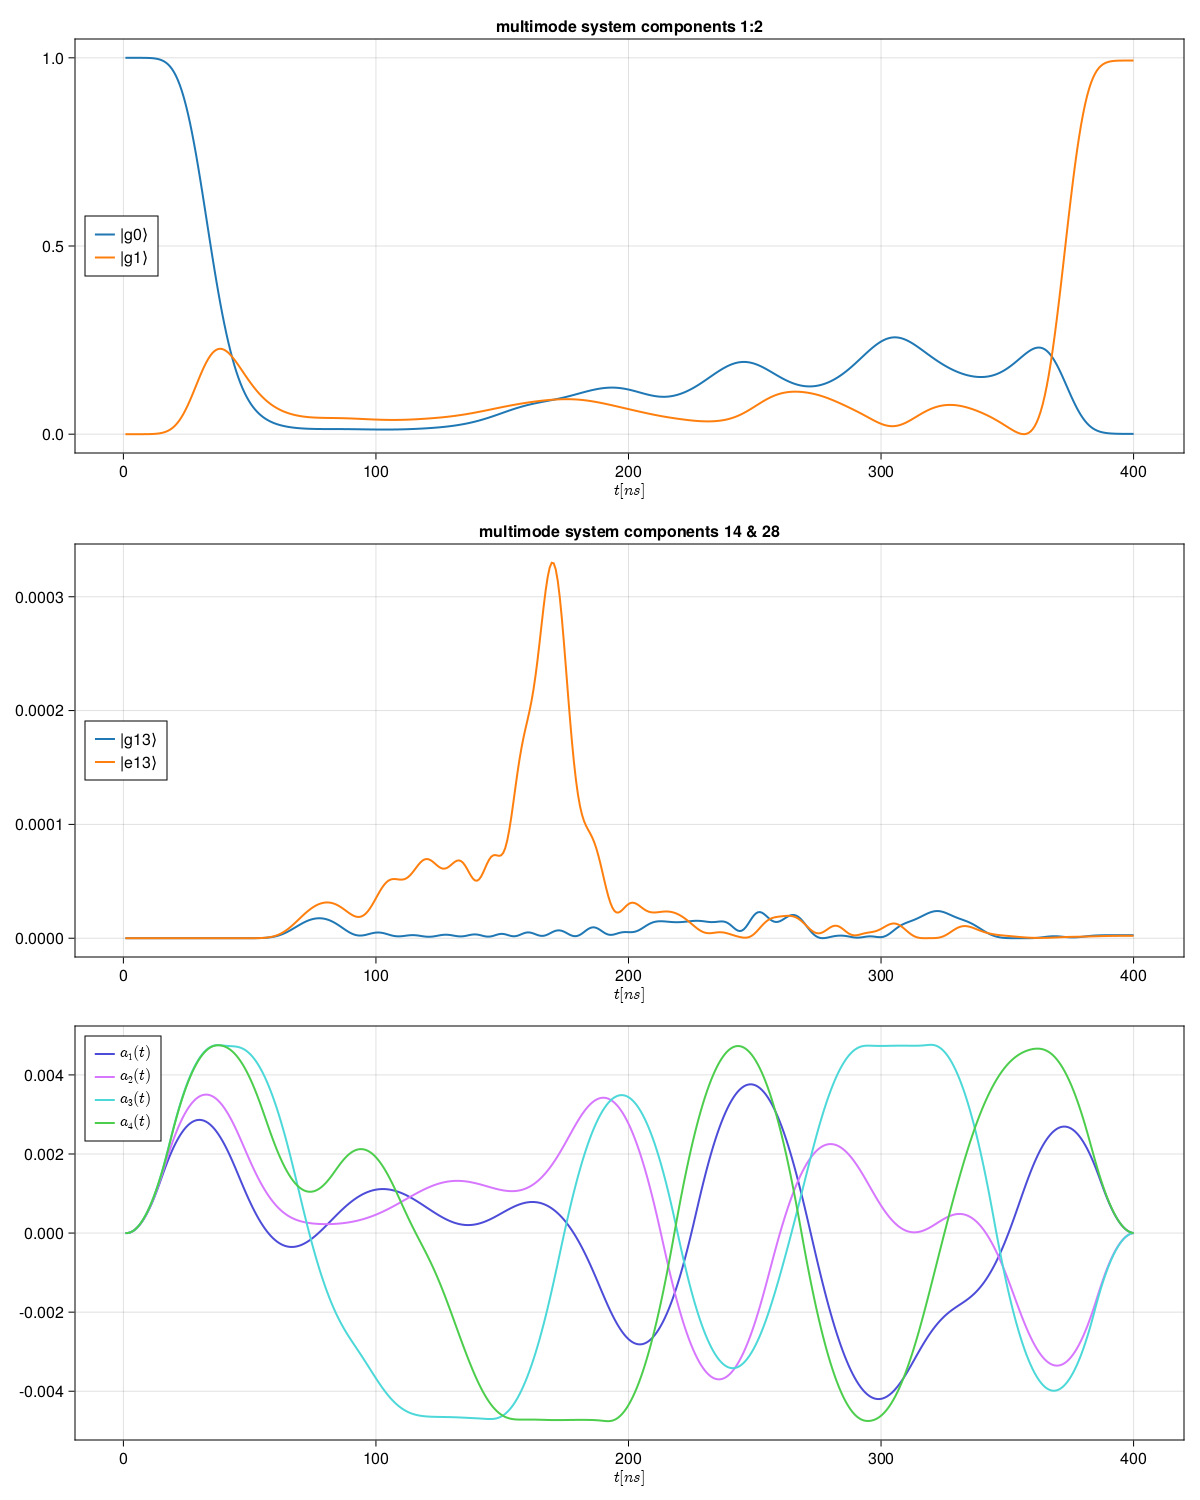 multimode system components 1:2
1.0
0.5
0.0
|g0⟩
|g1⟩
0 100 200 300 400
t[ns]
multimode system components 14 & 28
0.0003
0.0002
0.0001
0.0000
|g13⟩
|e13⟩
0 100 200 300 400
t[ns]
a₁(t)
a₂(t)
a₃(t)
a₄(t)
0.004
0.002
0.000
-0.002
-0.004
0 100 200 300 400
t[ns]